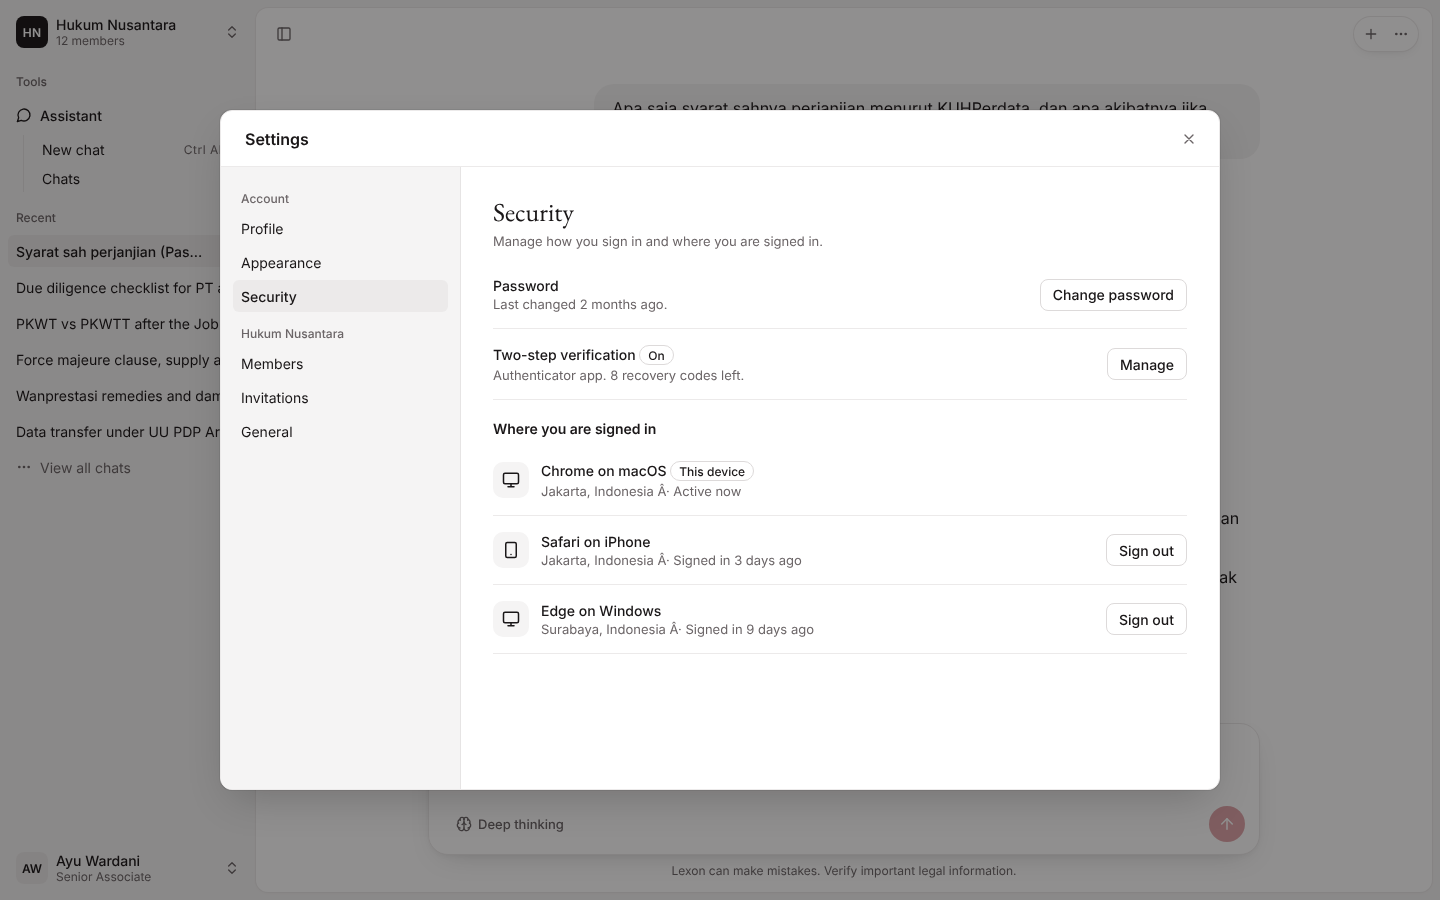 HN
Hukum Nusantara
12 members
Tools
Assistant
New chat
Ctrl
Chats
Recent
Syarat sah perjanjian (Pas...
Due diligence checklist for PT
PKWT vs PKWTT after the Job
Force majeure clause, supply
Wanprestasi remedies and
Data transfer under UU PDP
View all chats
AW
Ayu Wardani
Senior Associate
Apa saja syarat sahnya perjanjian menurut KUHPerdata, dan apa akibatnya jika
Settings
Account
Profile
Appearance
Security
Hukum Nusantara
Members
Invitations
General
Security
Manage how you sign in and where you are signed in.
Password
Last changed 2 months ago.
Change password
Two-step verification On
Authenticator app. 8 recovery codes left.
Manage
Where you are signed in
Chrome on macOS This device
Jakarta, Indonesia Â· Active now
Safari on iPhone
Jakarta, Indonesia Â· Signed in 3 days ago
Sign out
Edge on Windows
Surabaya, Indonesia Â· Signed in 9 days ago
Sign out
Deep thinking
Lexon can make mistakes. Verify important legal information.